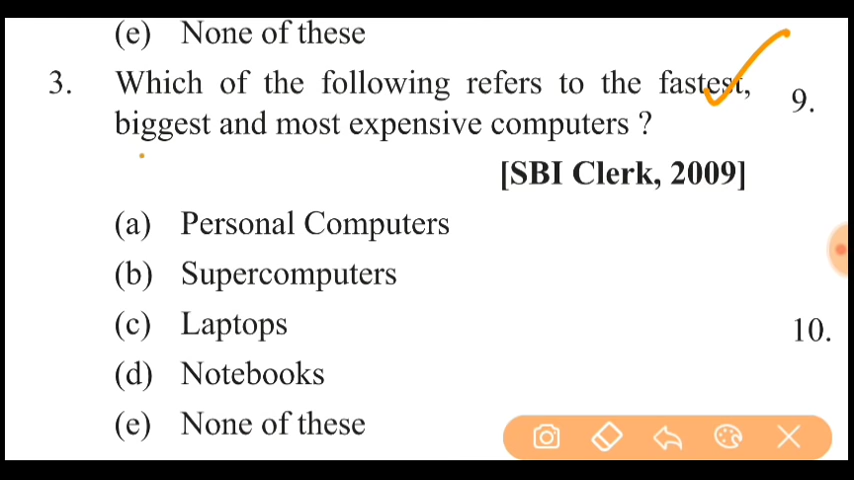 (e) None of these
3. Which of the following refers to the fastest,
biggest and most expensive computers ?
[SBI Clerk, 2009]
(a) Personal Computers
(b) Supercomputers
(c) Laptops
(d) Notebooks
(e) None of these
9.
10.